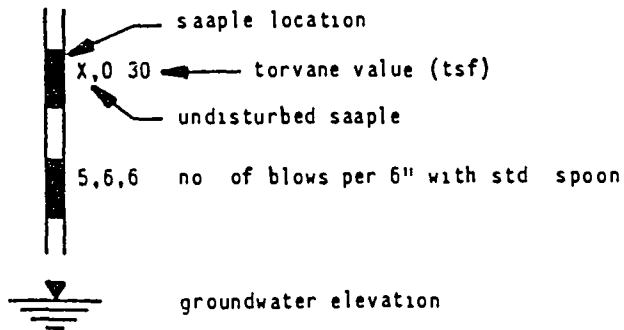 saaple location
X,0 30 torvane value (tsf)
undisturbed saaple
5,6,6 no of blows per 6" with std spoon
groundwater elevation